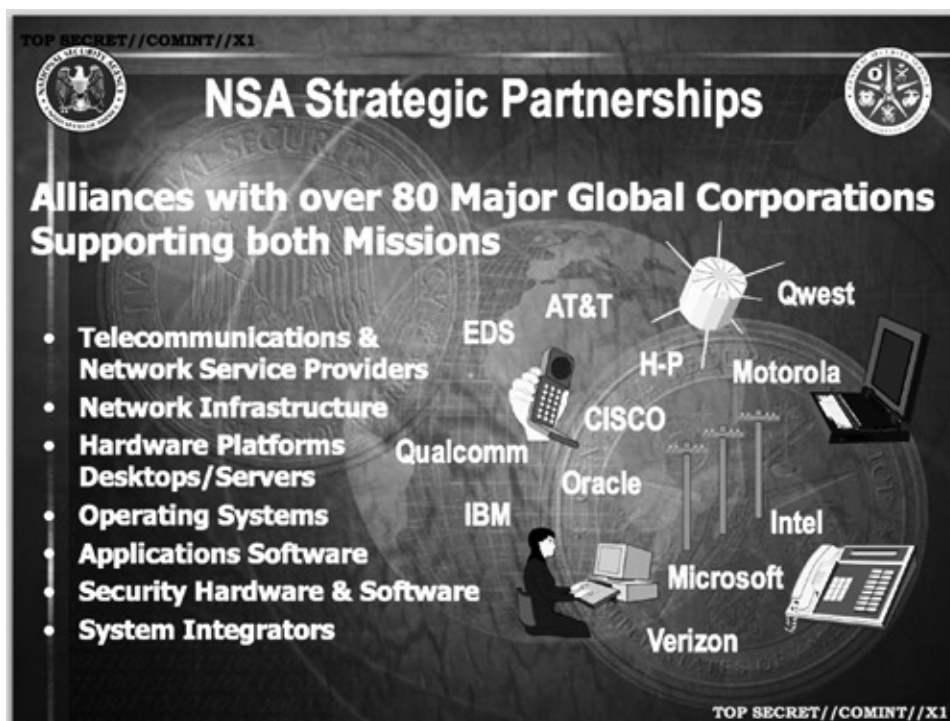 TOP SECRET//COMINT//X1
NSA Strategic Partnerships
Alliances with over 80 Major Global Corporations
Supporting both Missions
• Telecommunications &
Network Service Providers
• Network Infrastructure
• Hardware Platforms
Desktops/Servers
• Operating Systems
• Applications Software
• Security Hardware & Software
• System Integrators
Qwest
AT&T
EDS
H-P
Motorola
CISCO
Qualcomm
Oracle
IBM
Intel
Microsoft
Verizon
TOP SECRET//COMINT//X1